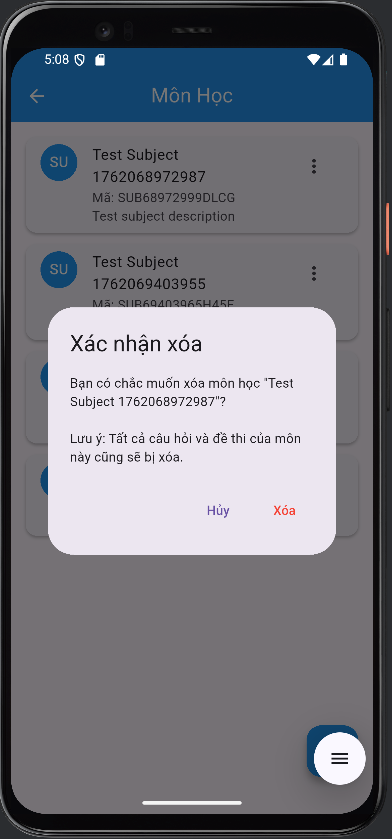 5:08
Môn Học
SU
Test Subject
1762068972987
Mã: SUB68972999DLCG
Test subject description
SU
Test Subject
1762069403955
Xác nhận xóa
Bạn có chắc muốn xóa môn học "Test
Subject 1762068972987"?
Lưu ý: Tất cả câu hỏi và đề thi của môn
này cũng sẽ bị xóa.
Hủy
Xóa